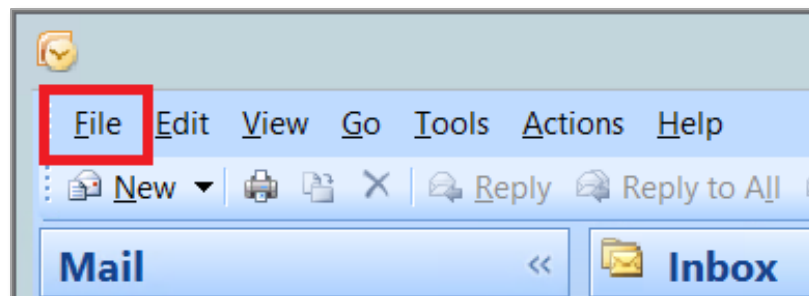 File Edit View Go Tools Actions Help
New Reply Reply to All
Mail « Inbox